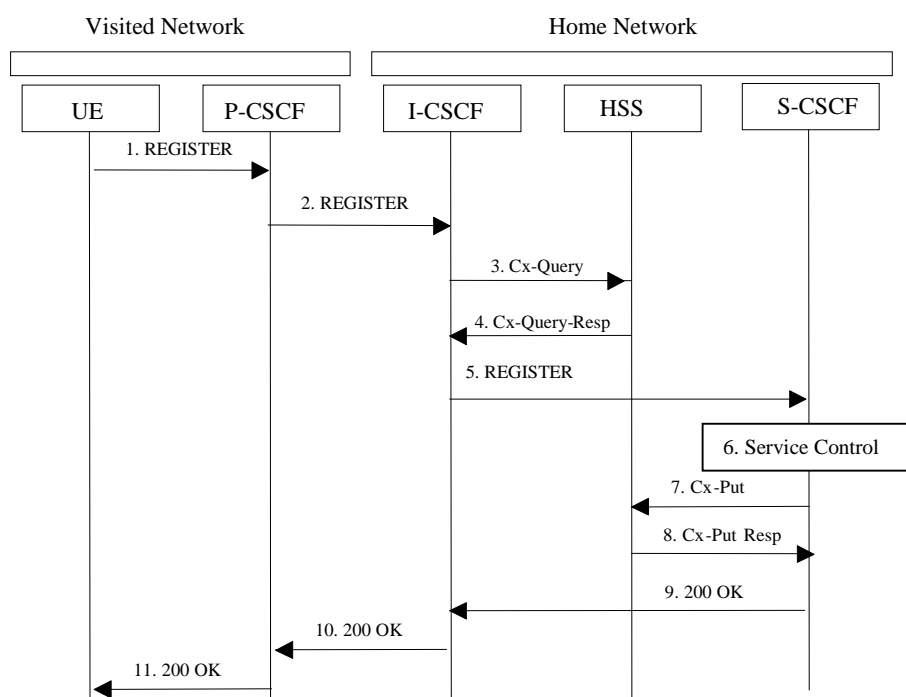 Visited Network
Home Network
UE
P-CSCF
I-CSCF
HSS
S-CSCF
1. REGISTER
2. REGISTER
3. Cx-Query
4. Cx-Query-Resp
5. REGISTER
6. Service Control
7. Cx-Put
8. Cx-Put Resp
9. 200 OK
10. 200 OK
11. 200 OK